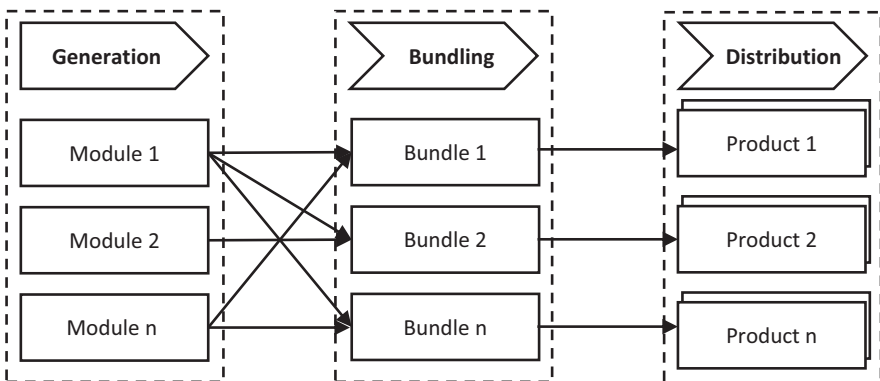 Generation
Bundling
Distribution
Module 1
Bundle 1
Product 1
Module 2
Bundle 2
Product 2
Module n
Bundle n
Product n